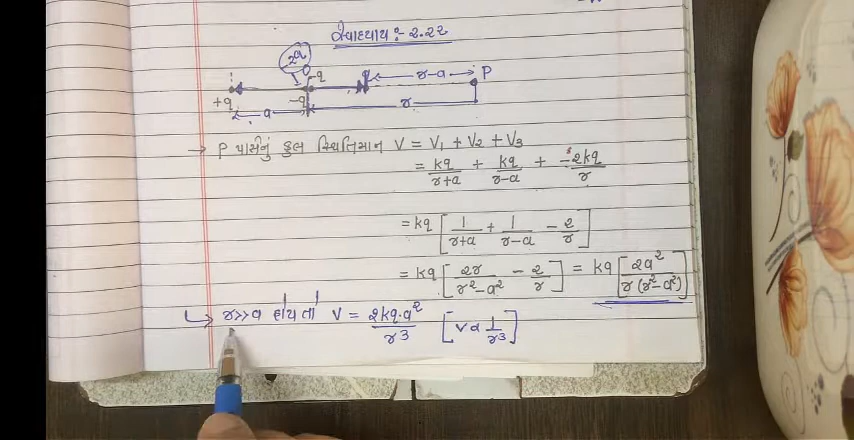 સ્વાધ્યાય :- 2.22
2q
-q
q
r-a
P
+q
a
-q
r
→ P પાસેનું કુલ સ્થિતિમાન V = V₁ + V₂ + V₃
= kq/(r+a) + kq/(r-a) + -2kq/r
= kq [1/(r+a) + 1/(r-a) - 2/r]
= kq [2r/(r²-a²) - 2/r] = kq [2a²/(r(r²-a²))]
↳ r>>a હોય તો V = 2kq·a²/r3 [V α 1/r3]